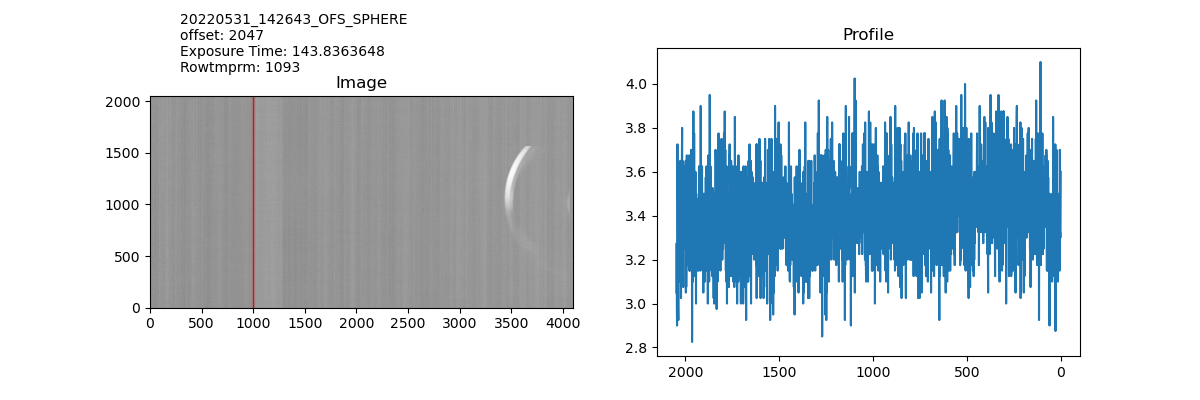 20220531_142643_OFS_SPHERE
offset: 2047
Exposure Time: 143.8363648
Rowtmprm: 1093
Image
2000
1500
1000
500
0
0 500 1000 1500 2000 2500 3000 3500 4000
Profile
4.0
3.8
3.6
3.4
3.2
3.0
2.8
2000 1500 1000 500 0